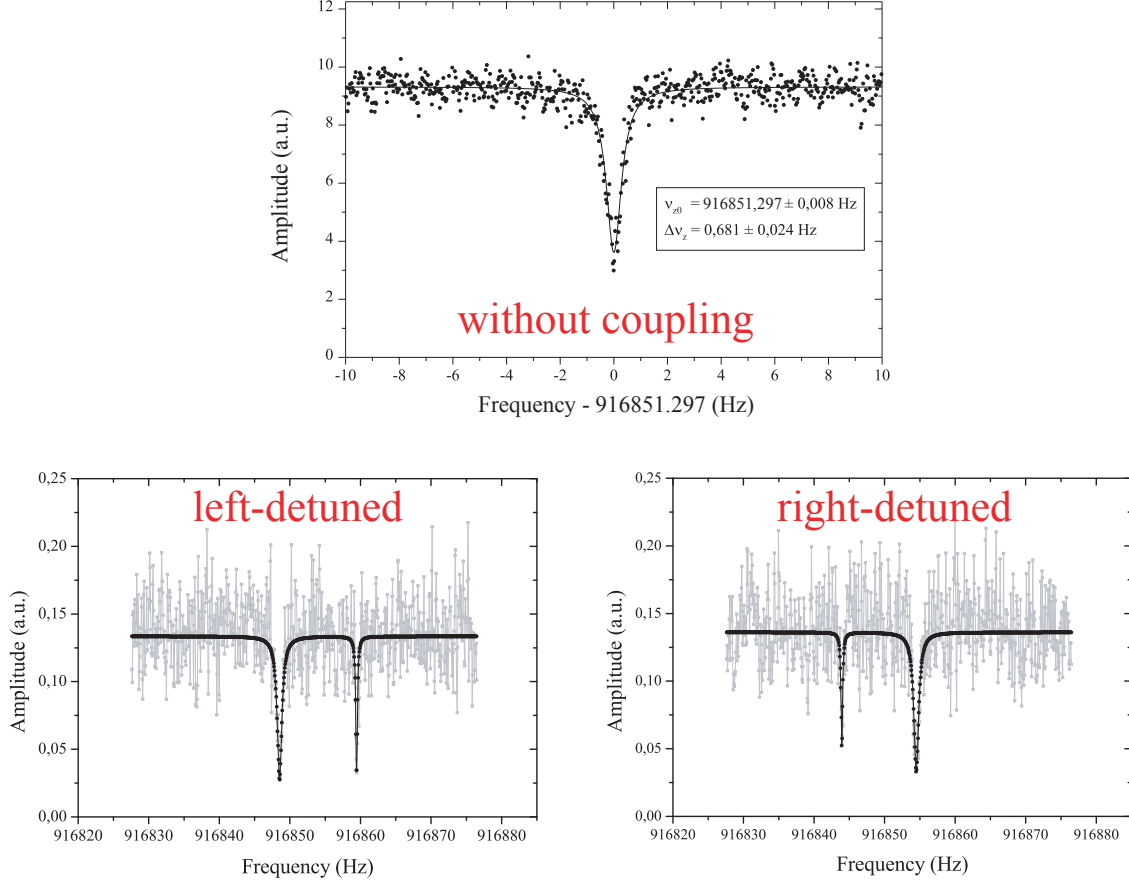 12
10
8
6
4
2
0
Amplitude (a.u.)
ν_z0 = 916851,297 ± 0,008 Hz
Δν_z = 0,681 ± 0,024 Hz
without coupling
-10 -8 -6 -4 -2 0 2 4 6 8 10
Frequency - 916851.297 (Hz)
0,25
0,20
0,15
0,10
0,05
0,00
Amplitude (a.u.)
left-detuned
916820 916830 916840 916850 916860 916870 916880
Frequency (Hz)
0,25
0,20
0,15
0,10
0,05
0,00
Amplitude (a.u.)
right-detuned
916820 916830 916840 916850 916860 916870 916880
Frequency (Hz)